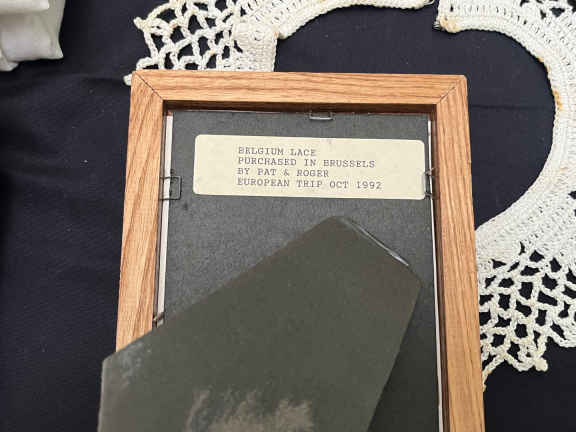 BELGIUM LACE
PURCHASED IN BRUSSELS
BY PAT & ROGER
EUROPEAN TRIP OCT 1992